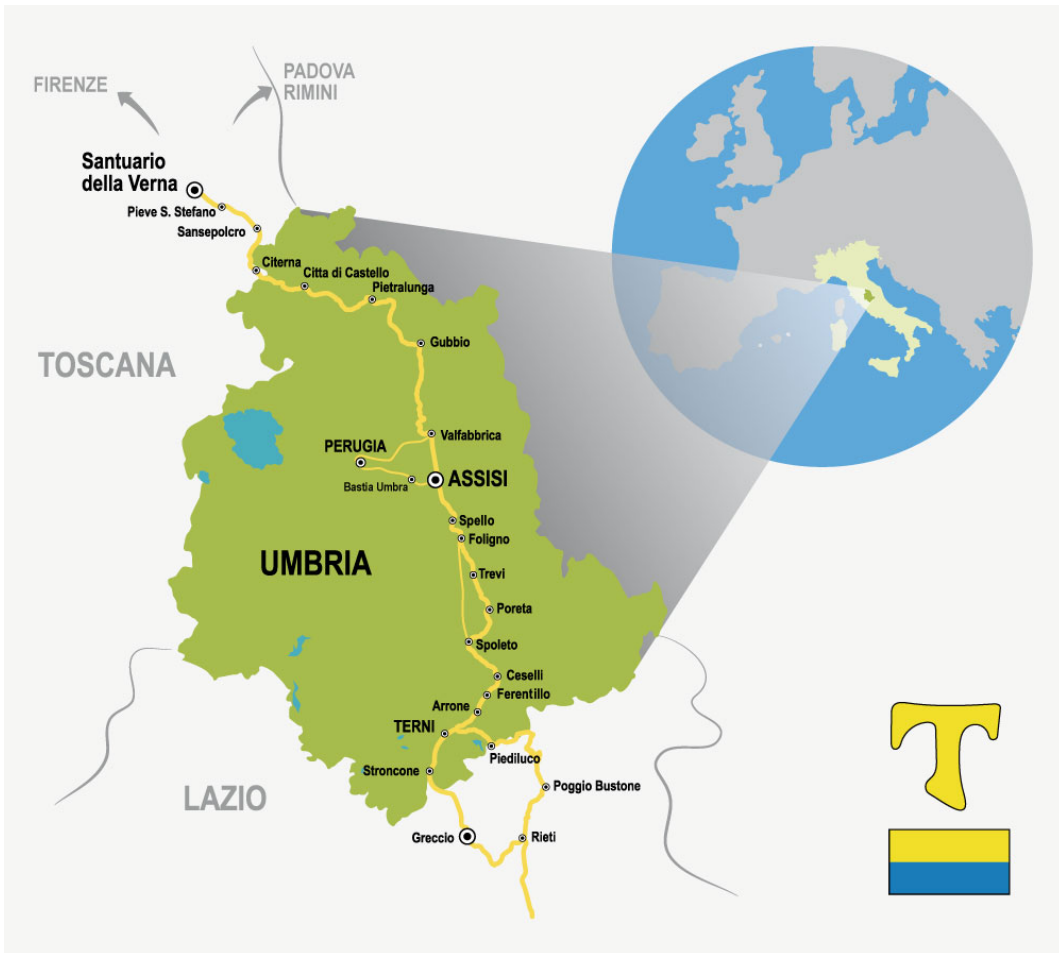 FIRENZE
PADOVA
RIMINI
Santuario
della Verna
Pieve S. Stefano
Sansepolcro
Citerna
Citta di Castello
Pietralunga
Gubbio
TOSCANA
Valfabbrica
PERUGIA
Bastia Umbra
ASSISI
Spello
Foligno
UMBRIA
Trevi
Poreta
Spoleto
Ceselli
Ferentillo
Arrone
TERNI
Piediluco
Stroncone
Poggio Bustone
LAZIO
Greccio
Rieti